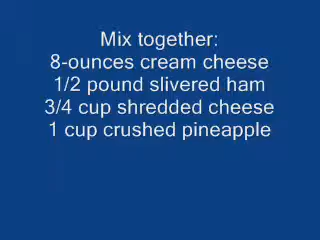 Mix together:
8-ounces cream cheese
1/2 pound slivered ham
3/4 cup shredded cheese
1 cup crushed pineapple